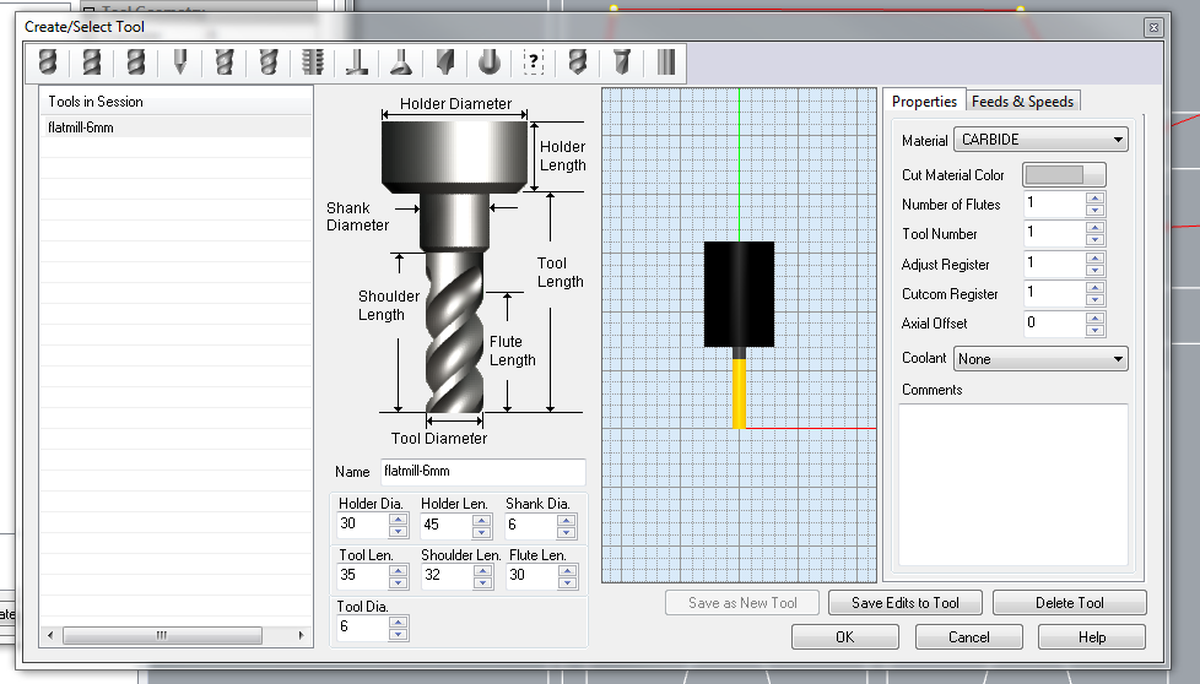 Tool Geometry
Create/Select Tool
?
Tools in Session
flatmill-6mm
Holder Diameter
Holder
Length
Shank
Diameter
Tool
Length
Shoulder
Length
Flute
Length
Tool Diameter
Name flatmill-6mm
Holder Dia. Holder Len. Shank Dia.
30 45 6
Tool Len. Shoulder Len. Flute Len.
35 32 30
Tool Dia.
6
Properties Feeds & Speeds
Material CARBIDE
Cut Material Color
Number of Flutes 1
Tool Number 1
Adjust Register 1
Cutcom Register 1
Axial Offset 0
Coolant None
Comments
Save as New Tool Save Edits to Tool Delete Tool
OK Cancel Help